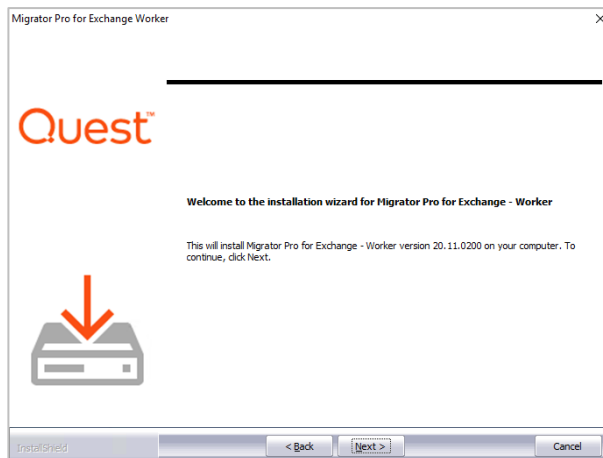 Migrator Pro for Exchange Worker
Quest™
Welcome to the installation wizard for Migrator Pro for Exchange - Worker
This will install Migrator Pro for Exchange - Worker version 20.11.0200 on your computer. To
continue, click Next.
InstallShield
< Back
Next >
Cancel